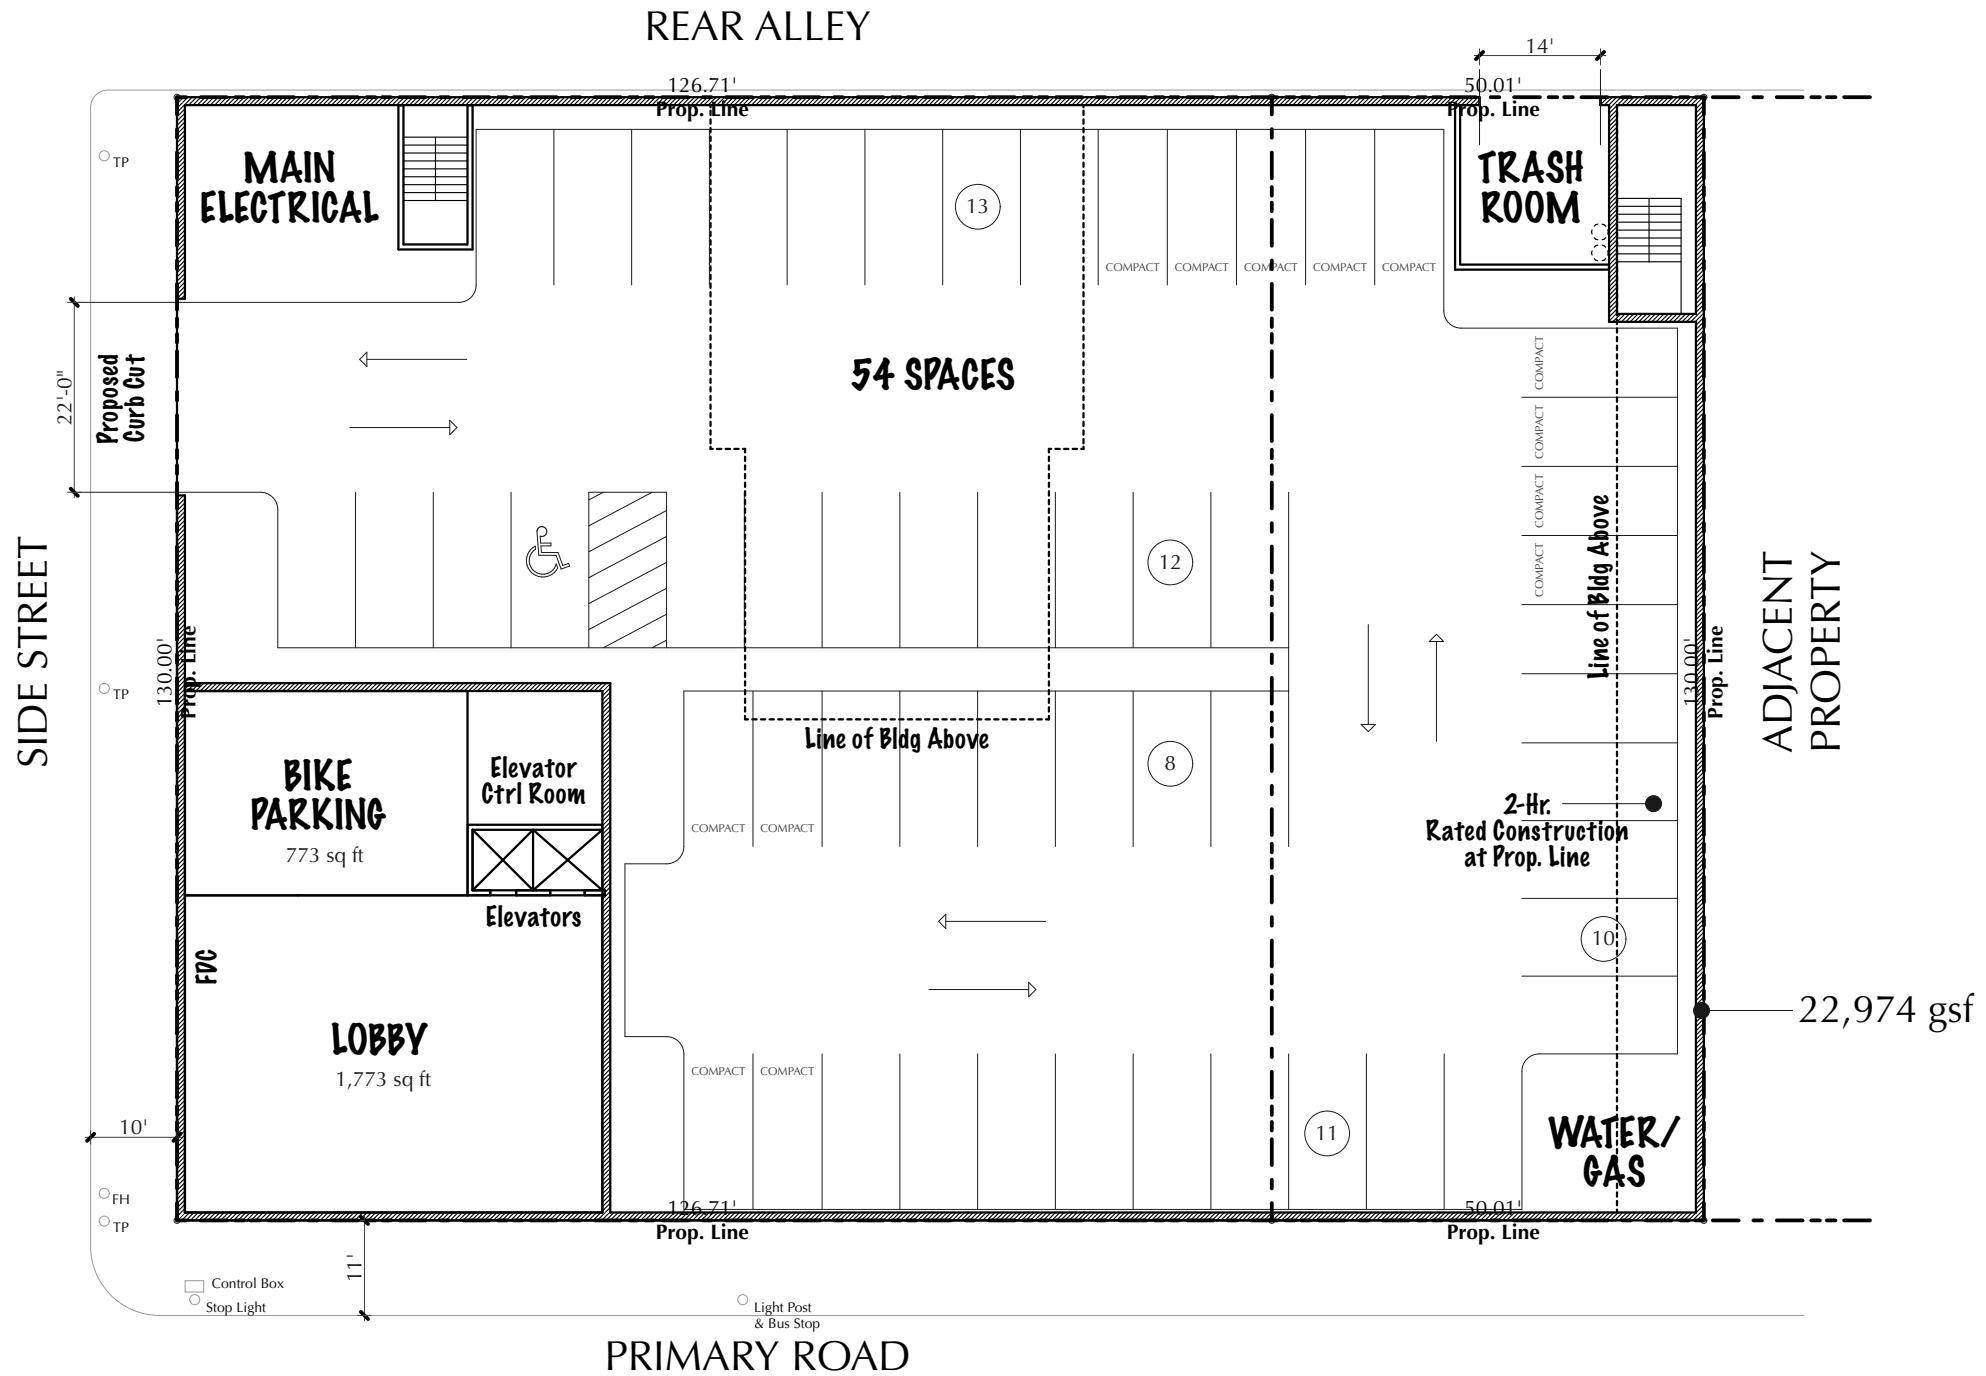 REAR ALLEY
14'
126.71'
Prop. Line
50.01'
Prop. Line
TP
MAIN
ELECTRICAL
TRASH
ROOM
13
COMPACT COMPACT COMPACT COMPACT COMPACT
22'-0"
Proposed
Curb Cut
54 SPACES
COMPACT
COMPACT
COMPACT
COMPACT
Line of Bldg Above
12
SIDE STREET
130.00'
Prop. Line
TP
130.00'
Prop. Line
ADJACENT
PROPERTY
Line of Bldg Above
8
BIKE
PARKING
773 sq ft
Elevator
Ctrl Room
COMPACT COMPACT
2-Hr.
Rated Construction
at Prop. Line
Elevators
FDC
10
22,974 gsf
LOBBY
1,773 sq ft
COMPACT COMPACT
11
WATER/
GAS
10'
FH
TP
126.71'
Prop. Line
50.01'
Prop. Line
11'
Control Box
Stop Light
Light Post
& Bus Stop
PRIMARY ROAD